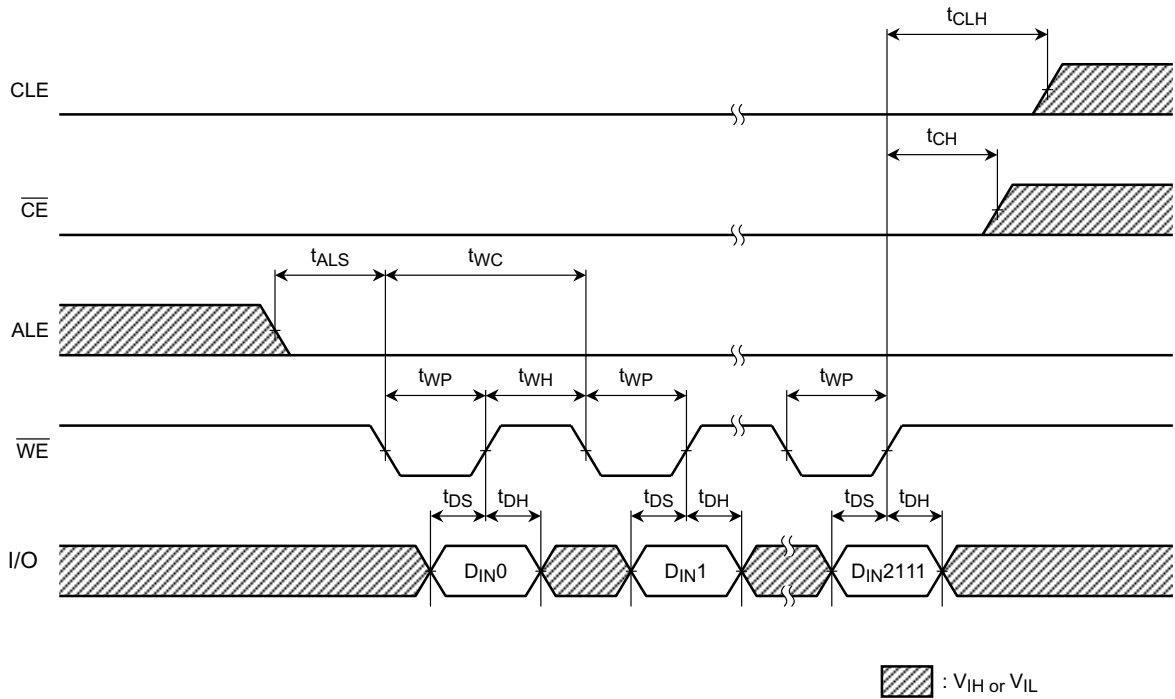 tCLH
CLE
tCH
CE
tALS tWC
ALE
tWP tWH tWP tWP
WE
tDS tDH tDS tDH tDS tDH
I/O DIN0 DIN1 DIN2111
: VIH or VIL